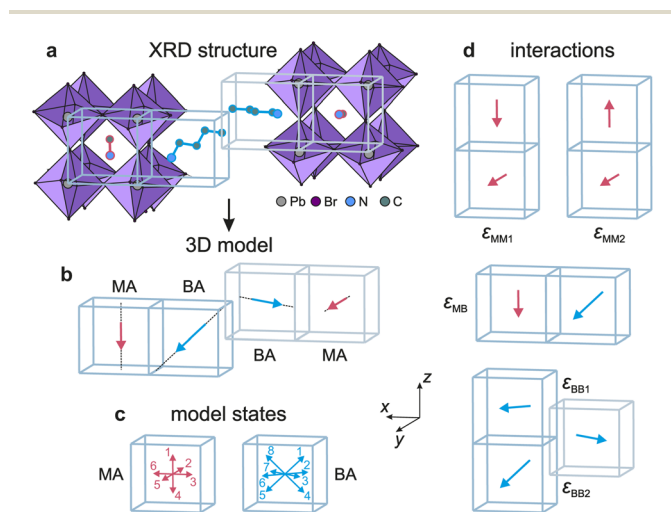 a XRD structure
Pb Br N C
3D model
b
MA BA
BA MA
c model states
MA
1
6 2
5 3
4
8 1
7 2
6 3
5 4
BA
x z
y
d interactions
εMM1 εMM2
εMB
εBB1
εBB2